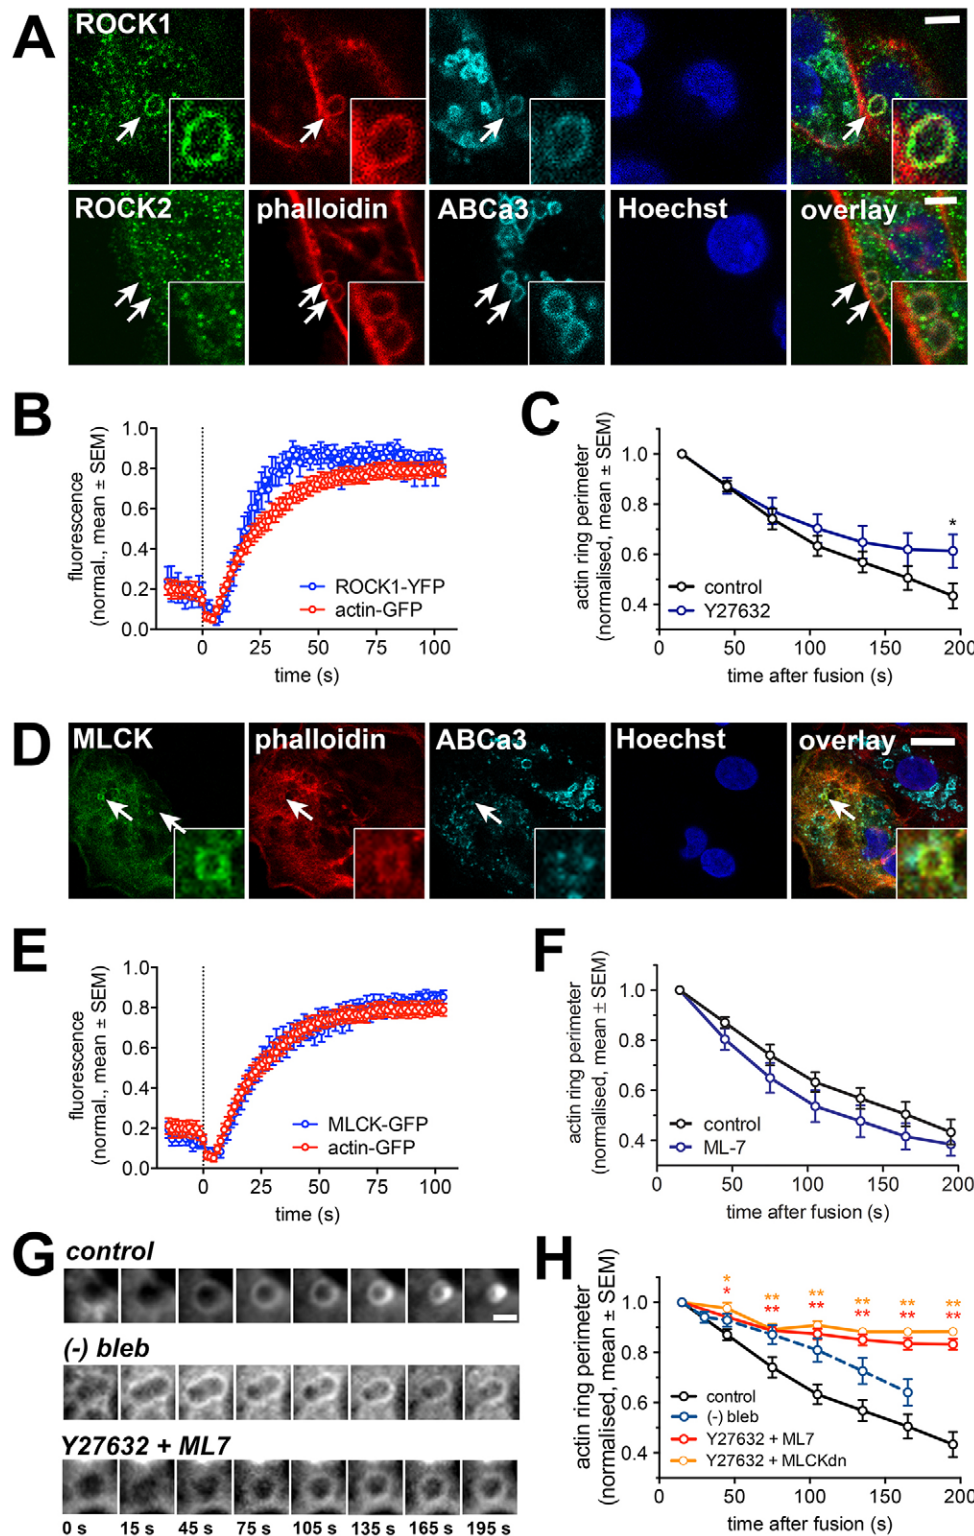 A
ROCK1
ROCK2 phalloidin ABCa3 Hoechst overlay
B
fluorescence
(normal., mean ± SEM)
1.0
0.8
0.6
0.4
0.2
0.0
ROCK1-YFP
actin-GFP
0 25 50 75 100
time (s)
C
actin ring perimeter
(normalised, mean ± SEM)
1.0
0.8
0.6
0.4
*
control
Y27632
0 50 100 150 200
time after fusion (s)
D
MLCK phalloidin ABCa3 Hoechst overlay
E
fluorescence
(normal., mean ± SEM)
1.0
0.8
0.6
0.4
0.2
0.0
MLCK-GFP
actin-GFP
0 25 50 75 100
time (s)
F
actin ring perimeter
(normalised, mean ± SEM)
1.0
0.8
0.6
0.4
control
ML-7
0 50 100 150 200
time after fusion (s)
G
control
(-) bleb
Y27632 + ML7
0 s 15 s 45 s 75 s 105 s 135 s 165 s 195 s
H
actin ring perimeter
(normalised, mean ± SEM)
1.0
0.8
0.6
0.4
* ** ** ** ** **
* ** ** ** ** **
control
(-) bleb
Y27632 + ML7
Y27632 + MLCKdn
0 50 100 150 200
time after fusion (s)